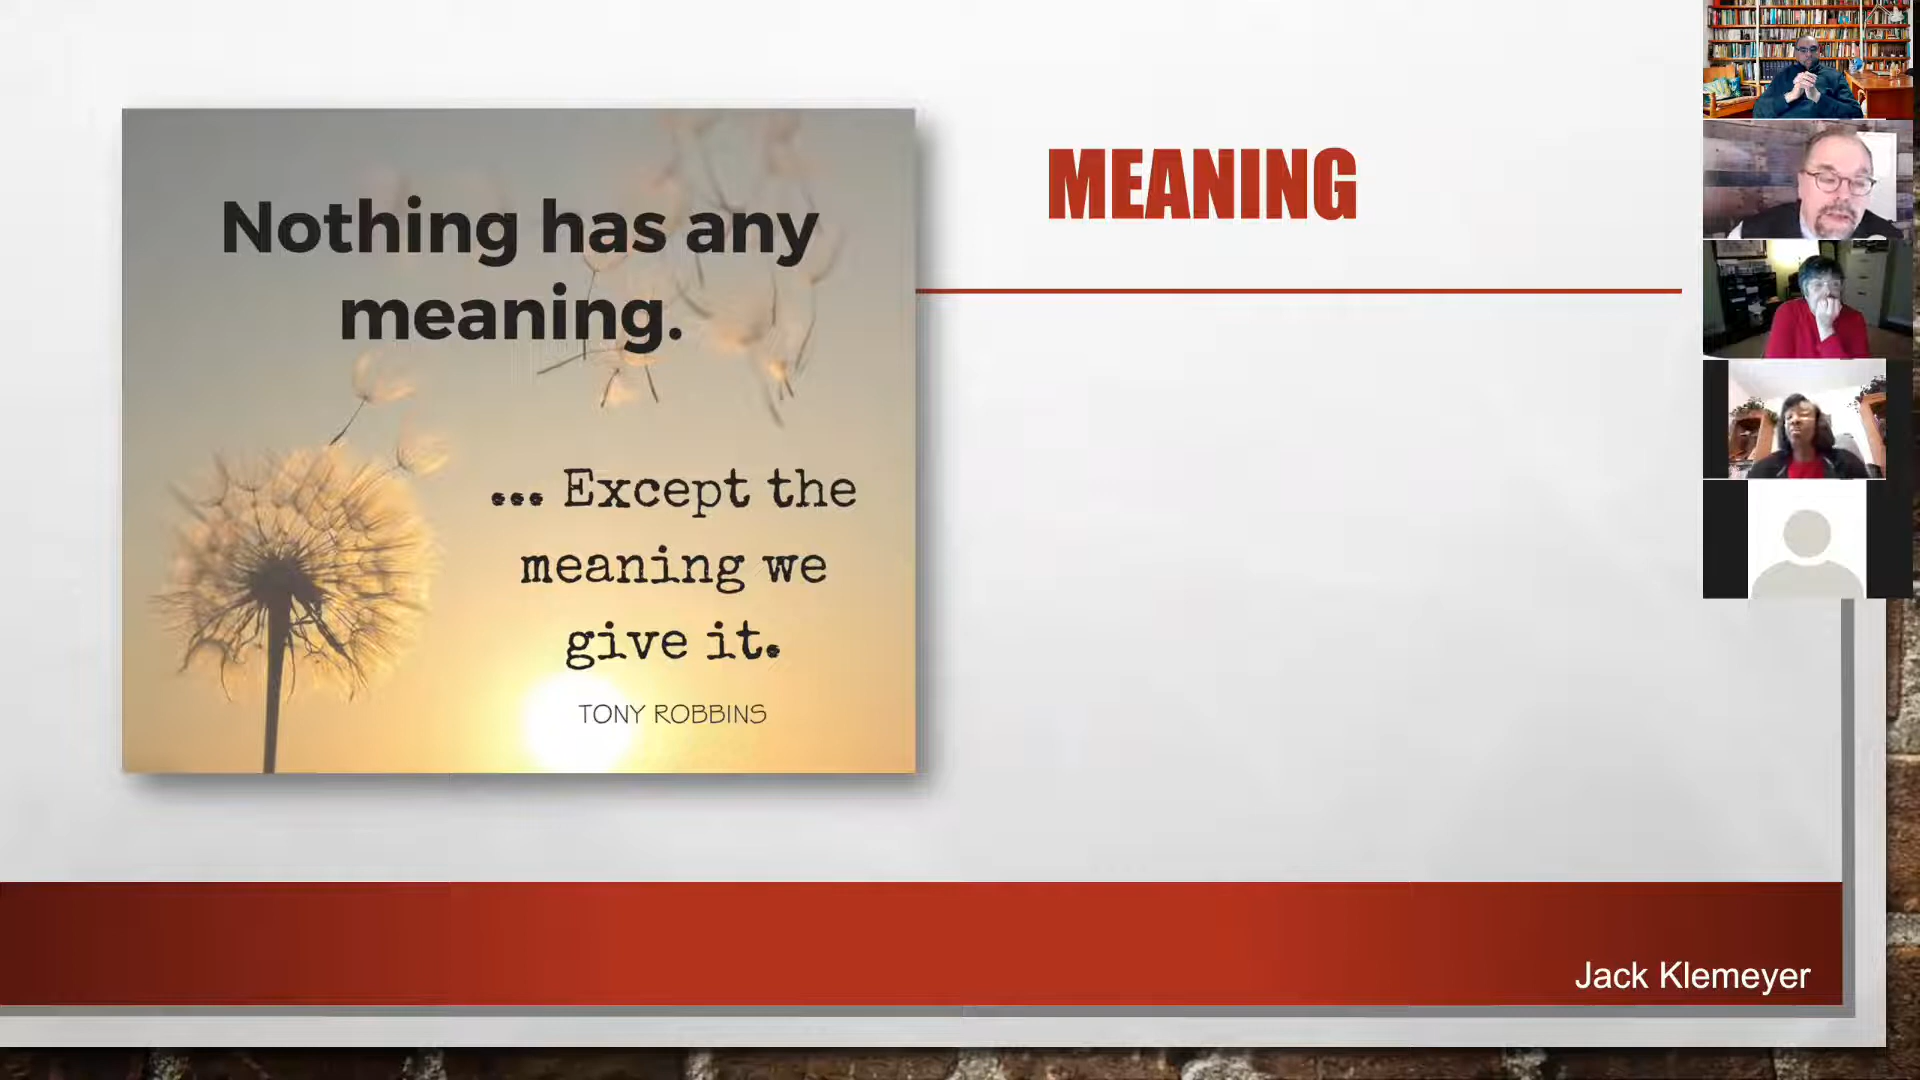 Nothing has any
meaning.
... Except the
meaning we
give it.
TONY ROBBINS
MEANING
Jack Klemeyer